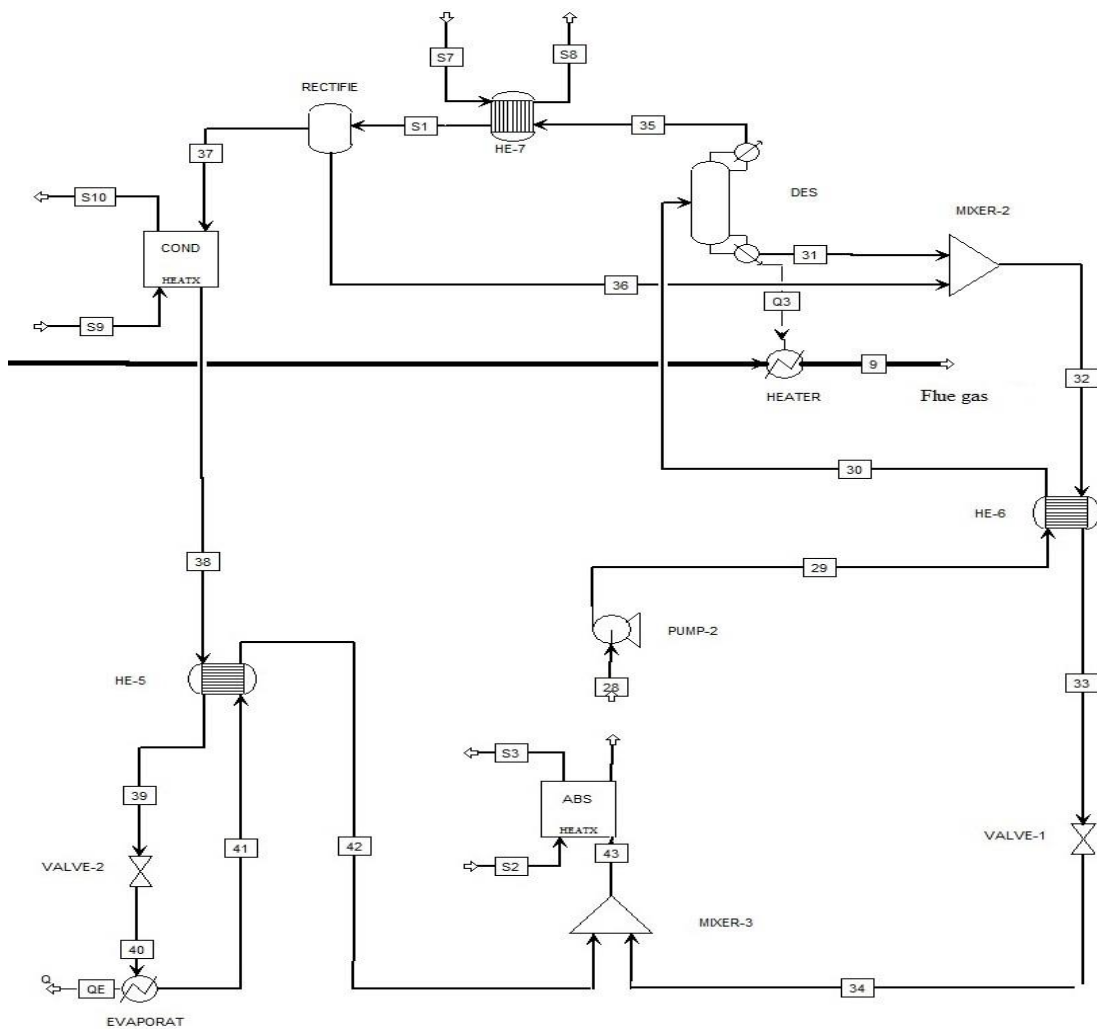 S7
S8
RECTIFIE
S1
35
HE-7
37
DES
S10
MIXER-2
COND
31
HEATX
36
Q3
S9
9
HEATER
Flue gas
32
30
HE-6
38
29
PUMP-2
HE-5
28
33
S3
ABS
39
HEATX
VALVE-1
41
42
43
VALVE-2
S2
MIXER-3
40
Q
QE
34
EVAPORAT